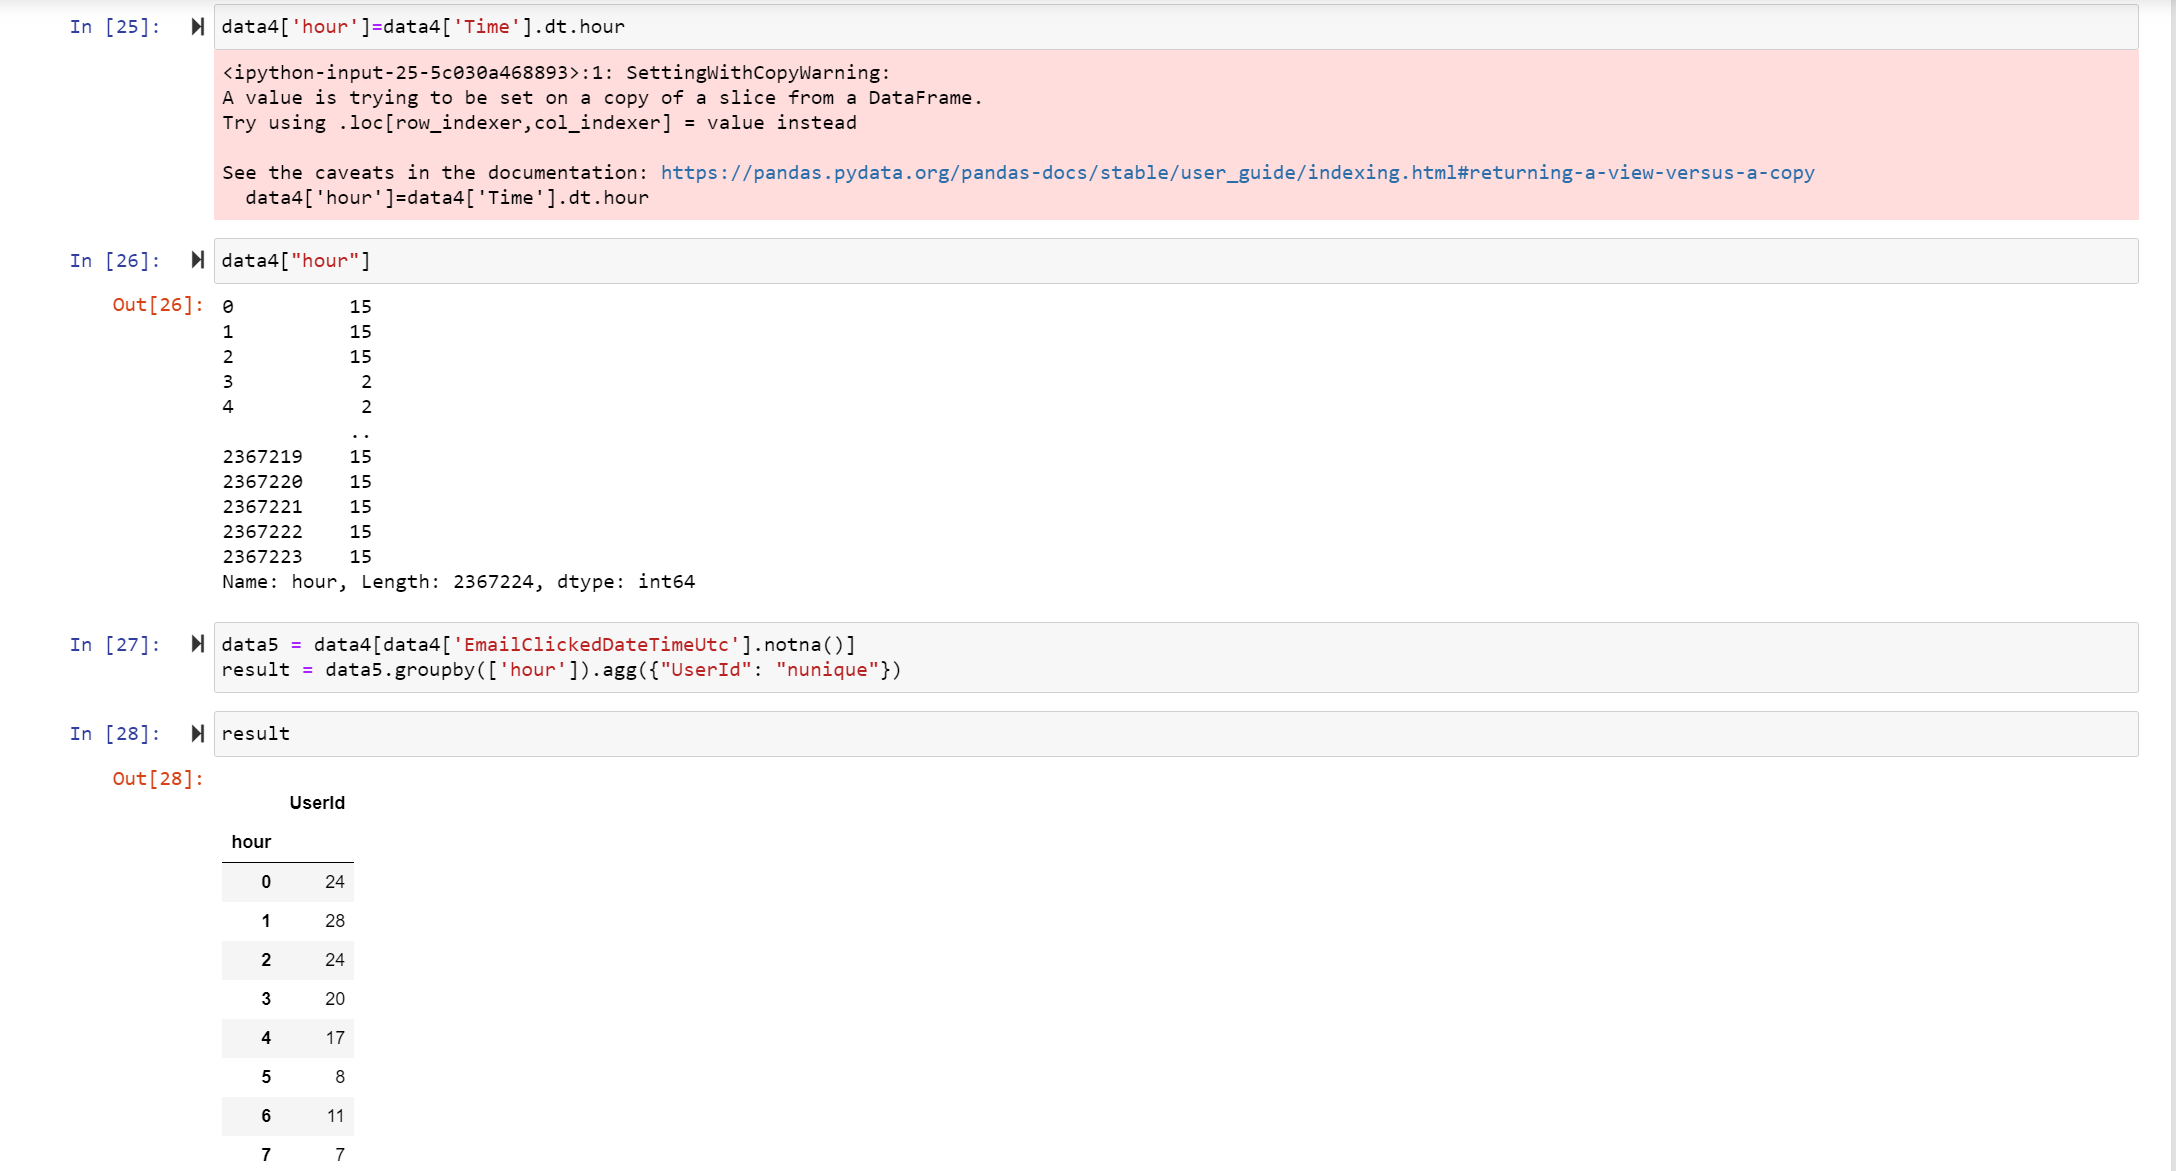 In [25]: data4['hour']=data4['Time'].dt.hour
<ipython-input-25-5c030a468893>:1: SettingWithCopyWarning:
A value is trying to be set on a copy of a slice from a DataFrame.
Try using .loc[row_indexer,col_indexer] = value instead
See the caveats in the documentation: https://pandas.pydata.org/pandas-docs/stable/user_guide/indexing.html#returning-a-view-versus-a-copy
data4['hour']=data4['Time'].dt.hour
In [26]: data4["hour"]
Out[26]: 0 15
1 15
2 15
3 2
4 2
..
2367219 15
2367220 15
2367221 15
2367222 15
2367223 15
Name: hour, Length: 2367224, dtype: int64
In [27]: data5 = data4[data4['EmailClickedDateTimeUtc'].notna()]
result = data5.groupby(['hour']).agg({"UserId": "nunique"})
In [28]: result
Out[28]:
UserId
hour
0 24
1 28
2 24
3 20
4 17
5 8
6 11
7 7